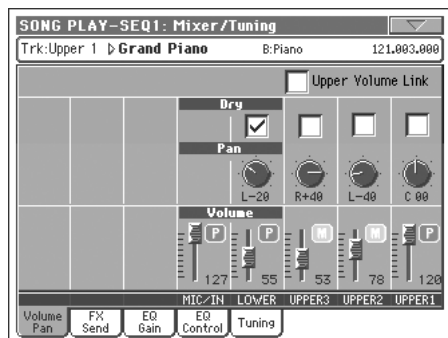 SONG PLAY-SEQ1: Mixer/Tuning
Trk:Upper 1 ▷Grand Piano B:Piano 121.003.000
Upper Volume Link
Dry
Pan
L-20 R+40 L-40 C 00
Volume
P P M M P
127 55 53 78 120
MIC/IN LOWER UPPER3 UPPER2 UPPER1
Volume Pan FX Send EQ Gain EQ Control Tuning